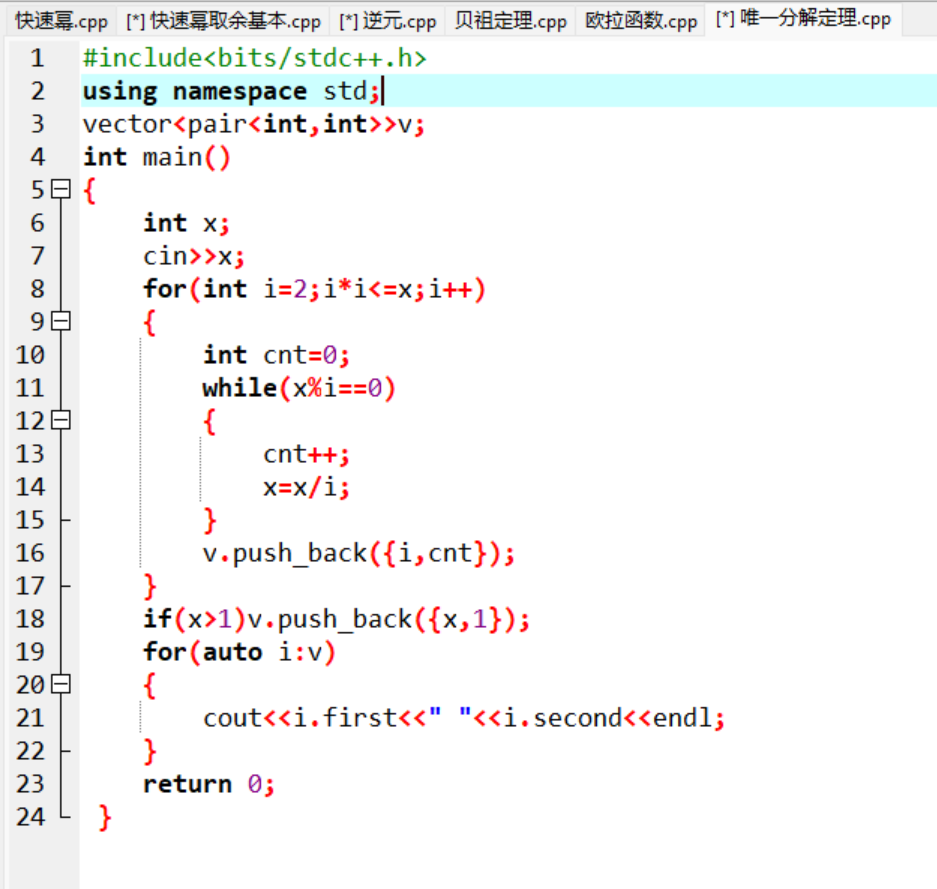 快速幂.cpp [*] 快速幂取余基本.cpp [*] 逆元.cpp 贝祖定理.cpp 欧拉函数.cpp [*] 唯一分解定理.cpp
1 #include<bits/stdc++.h>
2 using namespace std;
3 vector<pair<int,int>>v;
4 int main()
5 {
6     int x;
7     cin>>x;
8     for(int i=2;i*i<=x;i++)
9     {
10         int cnt=0;
11         while(x%i==0)
12         {
13             cnt++;
14             x=x/i;
15         }
16         v.push_back({i,cnt});
17     }
18     if(x>1)v.push_back({x,1});
19     for(auto i:v)
20     {
21         cout<<i.first<<" "<<i.second<<endl;
22     }
23     return 0;
24 }